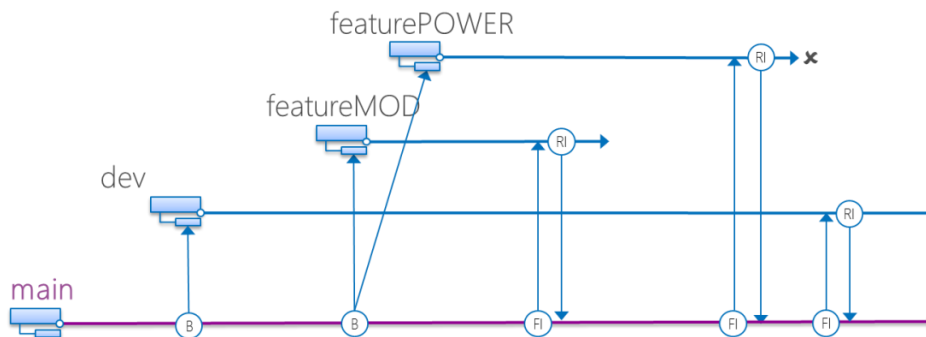 featurePOWER
RI
featureMOD
RI
dev
RI
main
B
B
FI
FI
FI